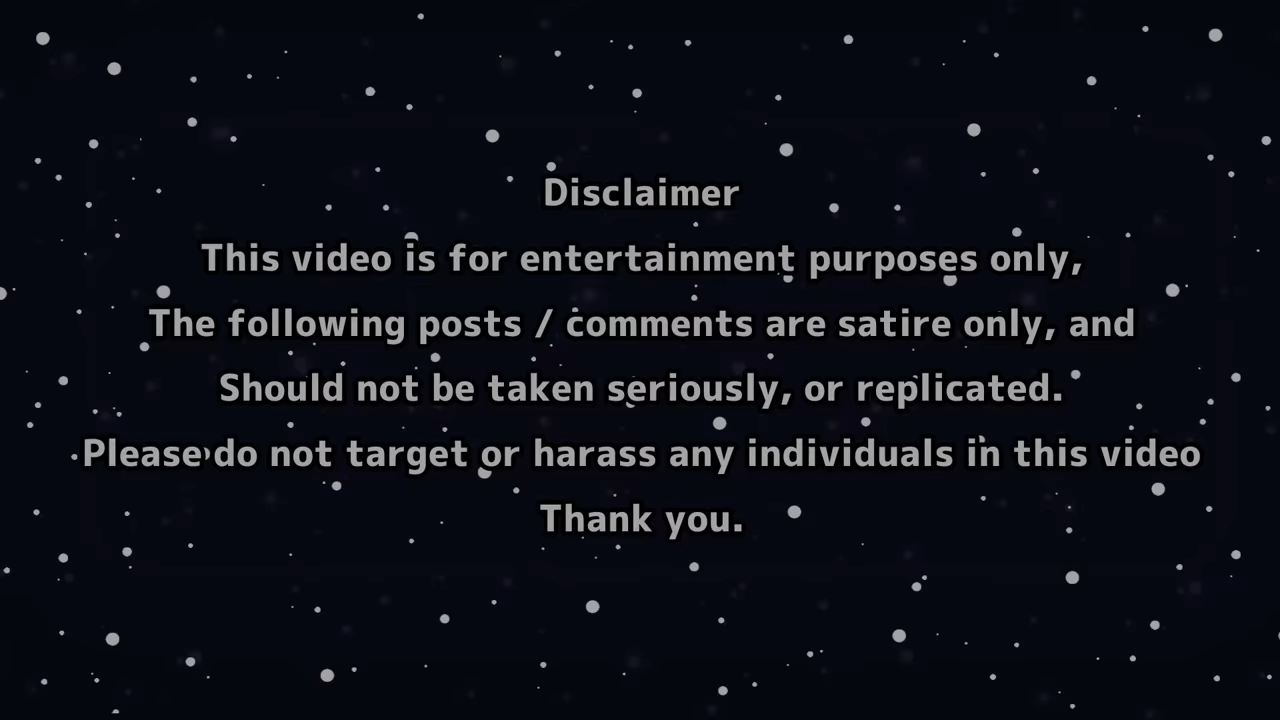 Disclaimer
This video is for entertainment purposes only,
The following posts / comments are satire only, and
Should not be taken seriously, or replicated.
Please do not target or harass any individuals in this video
Thank you.